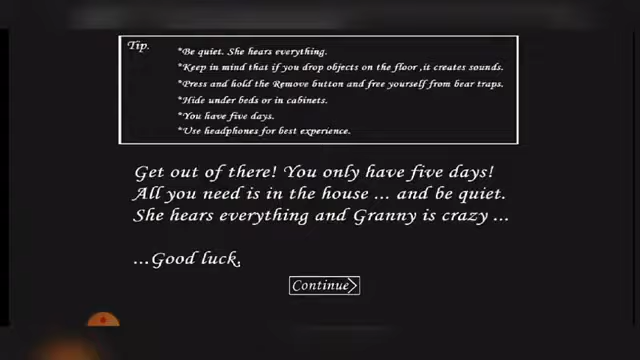 Tip.
*Be quiet. She hears everything.
*Keep in mind that if you drop objects on the floor ,it creates sounds.
*Press and hold the Remove button and free yourself from bear traps.
*Hide under beds or in cabinets.
*You have five days.
*Use headphones for best experience.
Get out of there! You only have five days!
All you need is in the house ... and be quiet.
She hears everything and Granny is crazy ...
...Good luck.
Continue